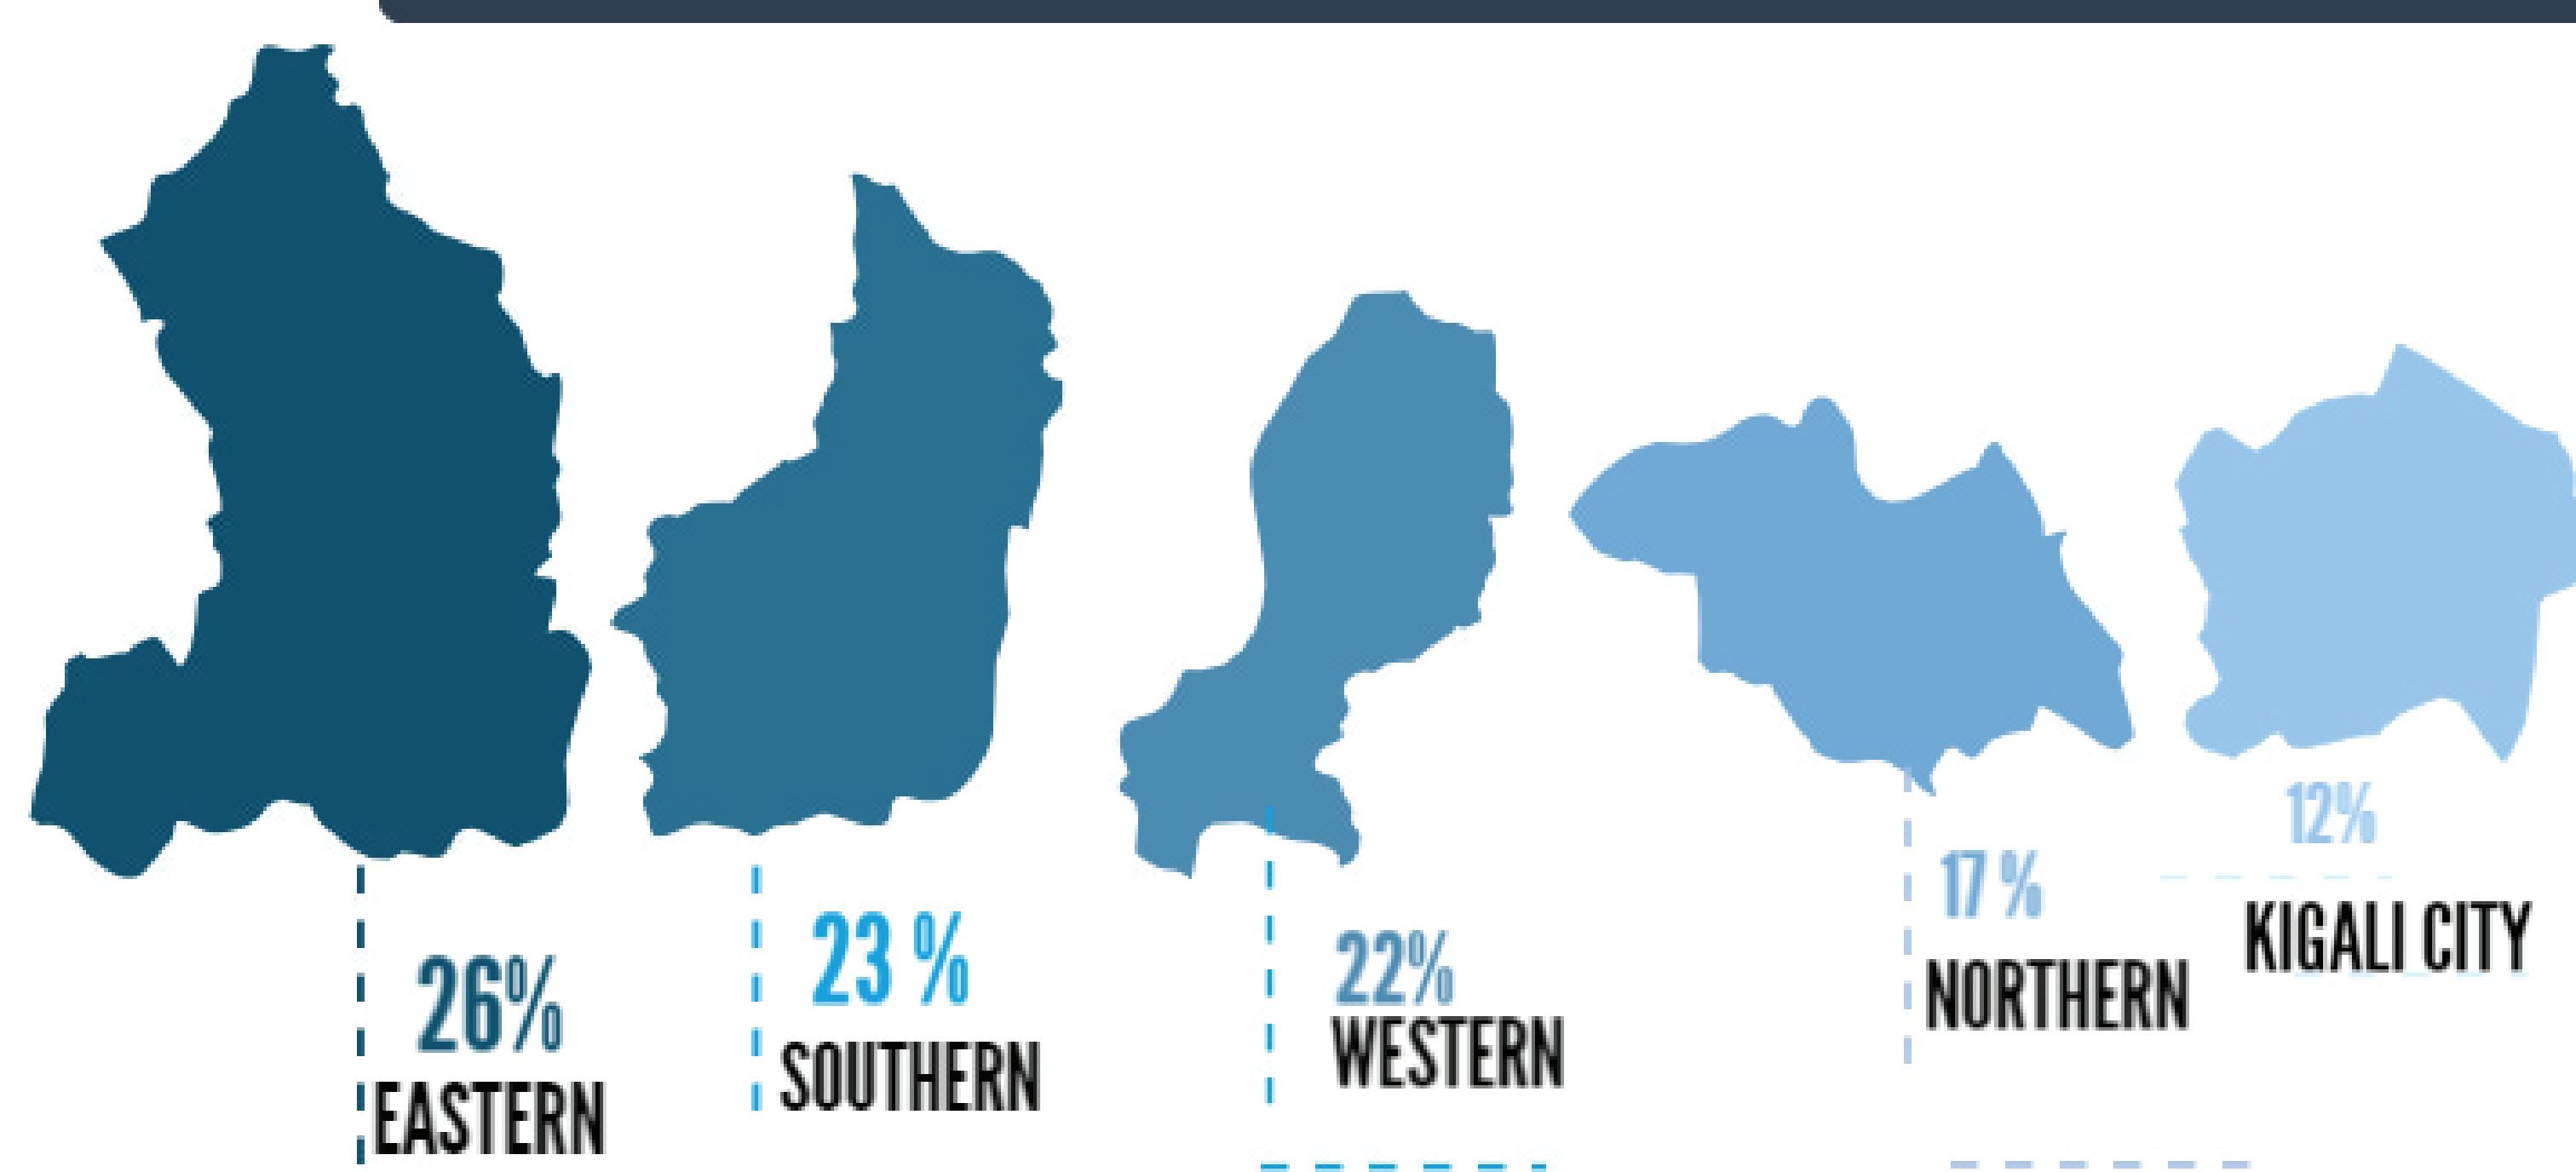 26%
EASTERN
23 %
SOUTHERN
22%
WESTERN
17 %
NORTHERN
12%
KIGALI CITY